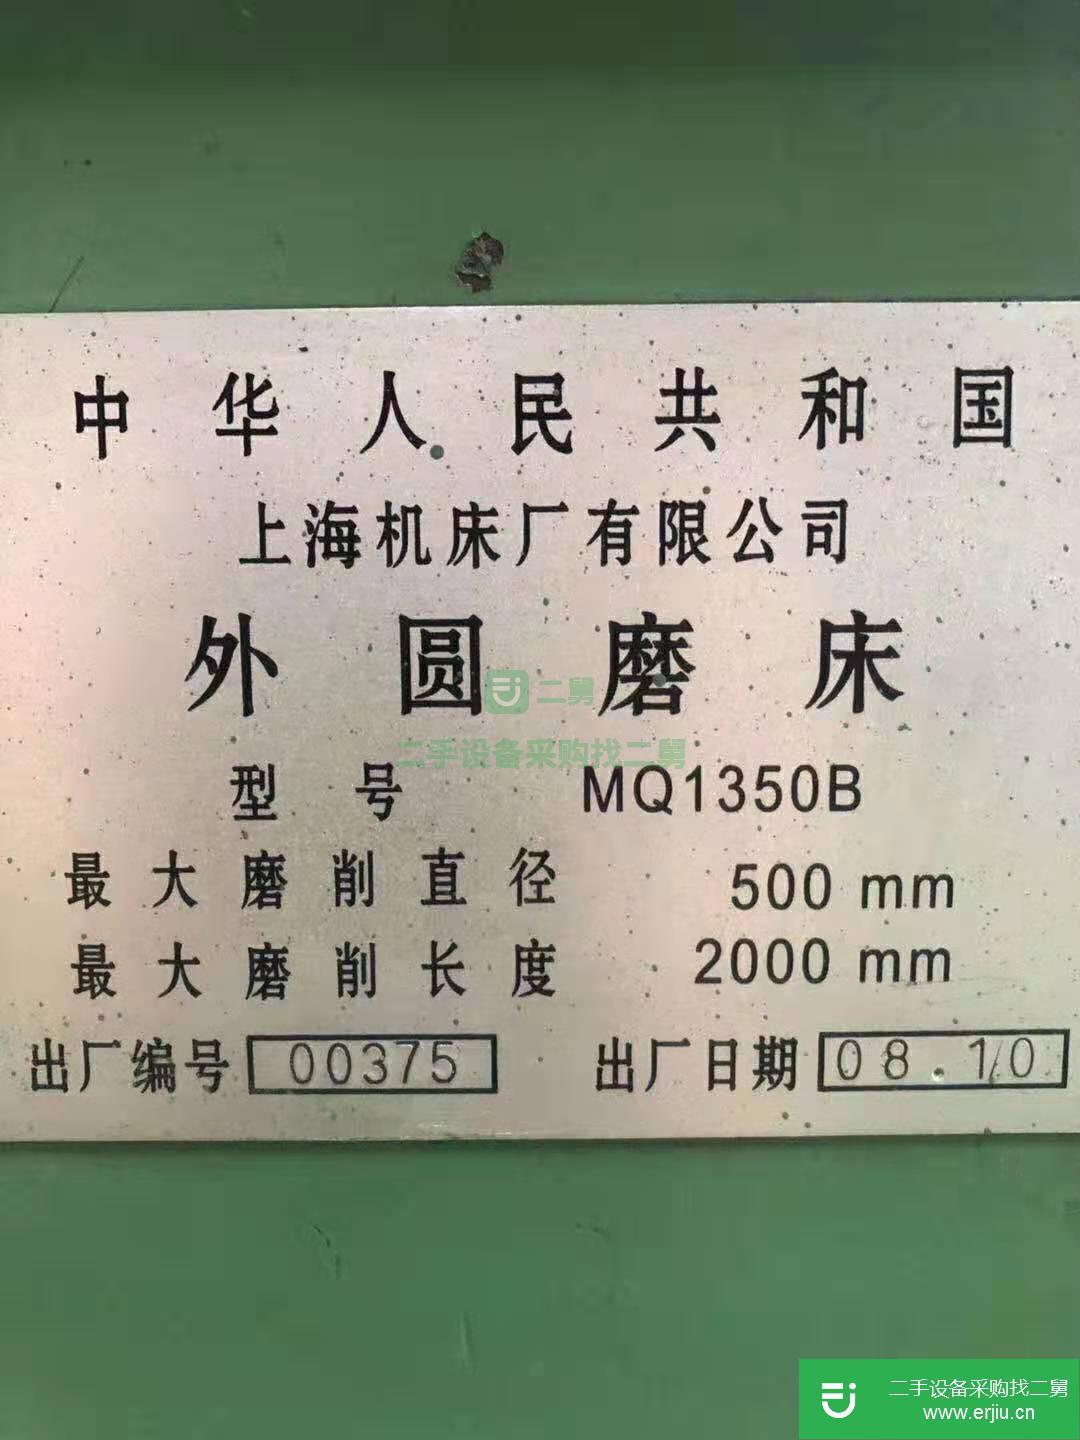 中华人民共和国
上海机床厂有限公司
外圆磨床
二舅
二手设备采购找二舅
型号 MQ1350B
最大磨削直径 500 mm
最大磨削长度 2000 mm
出厂编号 00375 出厂日期 08.10
二手设备采购找二舅
www.erjiu.cn